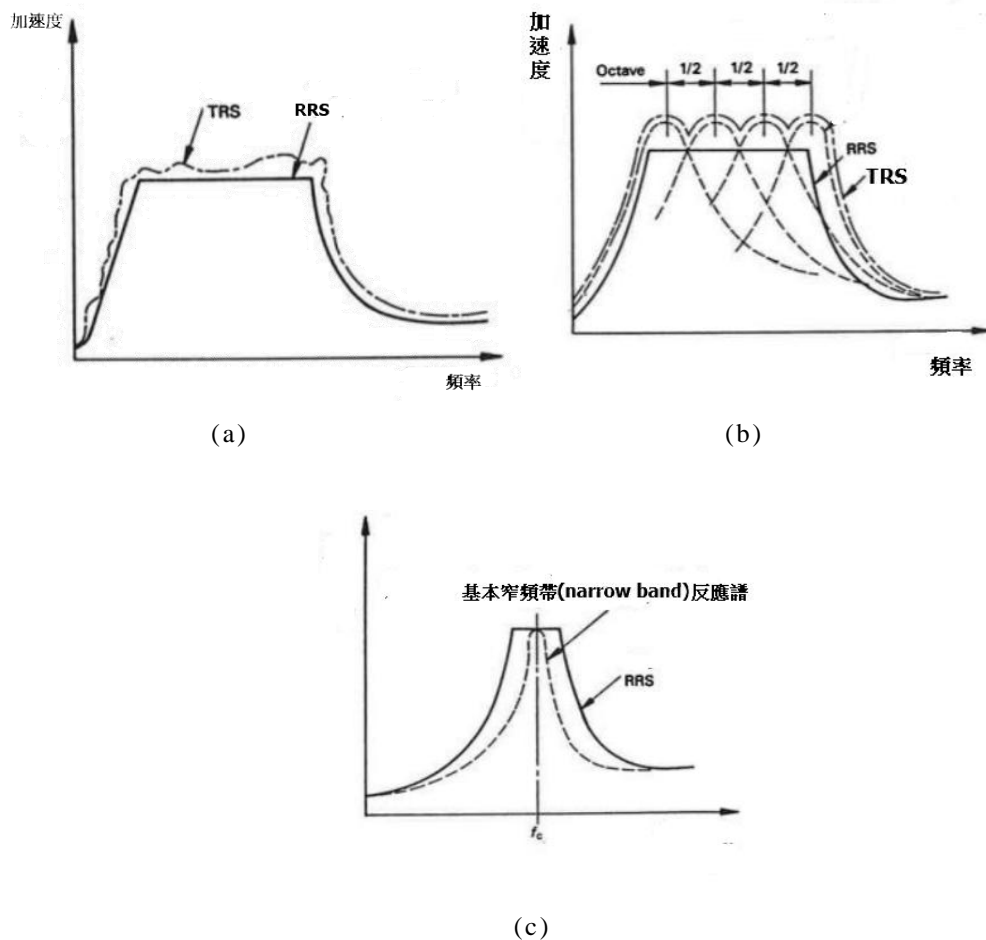 加速度
TRS
RRS
頻率
(a)
加速度
Octave 1/2 1/2 1/2
RRS
TRS
頻率
(b)
基本窄頻帶(narrow band)反應譜
RRS
fc
(c)